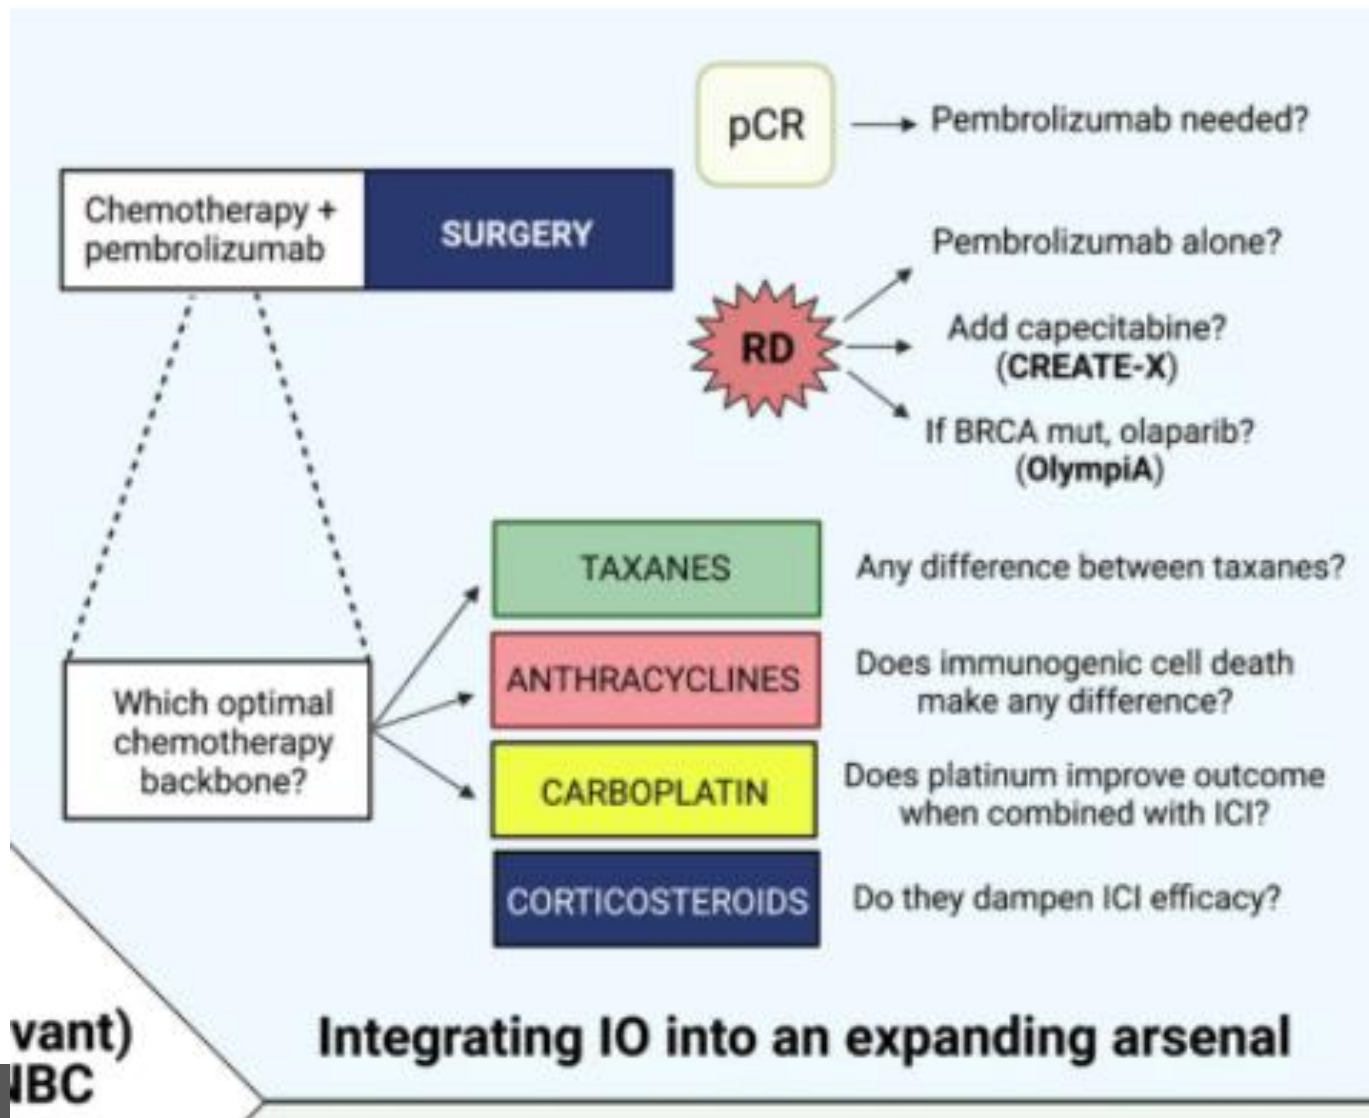 pCR
Pembrolizumab needed?
Chemotherapy +
pembrolizumab
SURGERY
Pembrolizumab alone?
RD
Add capecitabine?
(CREATE-X)
If BRCA mut, olaparib?
(OlympiA)
TAXANES
Any difference between taxanes?
ANTHRACYCLINES
Does immunogenic cell death
make any difference?
Which optimal
chemotherapy
backbone?
CARBOPLATIN
Does platinum improve outcome
when combined with ICI?
CORTICOSTEROIDS
Do they dampen ICI efficacy?
vant)
NBC
Integrating IO into an expanding arsenal